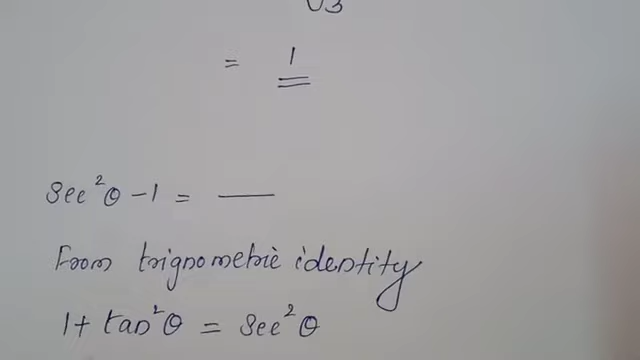 = 1
sec²θ - 1 = ___
From trignometric identity
1 + tan²θ = sec²θ